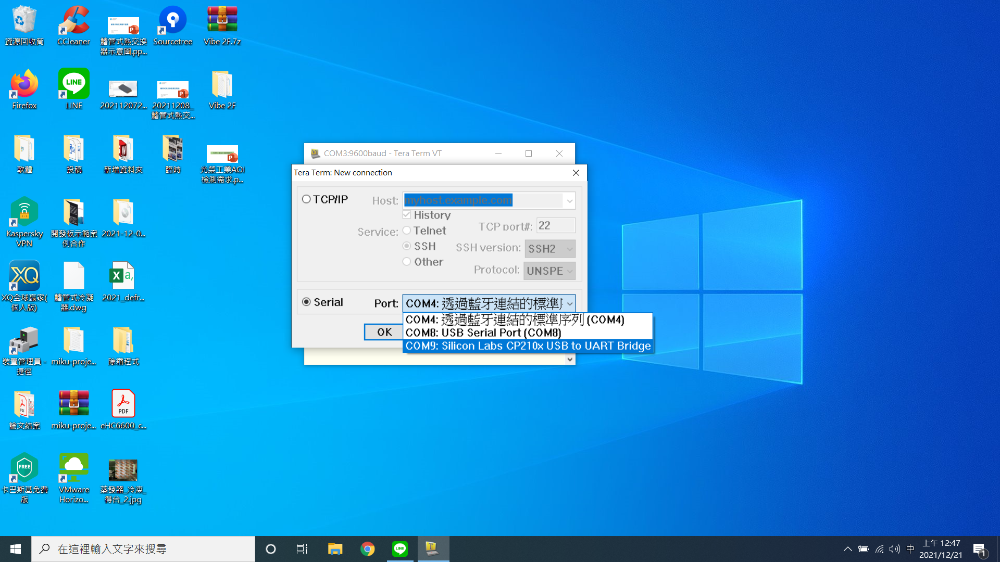 資源回收筒
CCleaner
鰭管式熱交換
器示意圖.pp...
Sourcetree
Vibe 2F.7z
Firefox
LINE
LINE
202112072...
20211208_
鰭管式熱交...
Vibe 2F
軟體
投稿
新增資料夾
臨時
光榮工業AOI
檢測需求.p...
Kaspersky
VPN
開發板示範案
例合作
2021-12-0...
XQ
XQ全球贏家(
個人版)
鰭管式冷凝
器.dwg
2021_defr...
裝置管理員 -
捷徑
miku-proje...
除霜程式
論文結案
miku-proje...
PDF
eHC6600_c...
FREE
卡巴斯基免費
版
VMware
Horizo...
蒸發器_冷凍_
得台_2.jpg
COM3:9600baud - Tera Term VT
Tera Term: New connection
TCP/IP
Host:
myhost.example.com
History
Service:
Telnet
TCP port#:
22
SSH
SSH version:
SSH2
Other
Protocol:
UNSPE
Serial
Port:
COM4: 透過藍牙連結的標準
OK
COM4: 透過藍牙連結的標準序列 (COM4)
COM8: USB Serial Port (COM8)
COM9: Silicon Labs CP210x USB to UART Bridge
在這裡輸入文字來搜尋
LINE
中
上午 12:47
2021/12/21
1